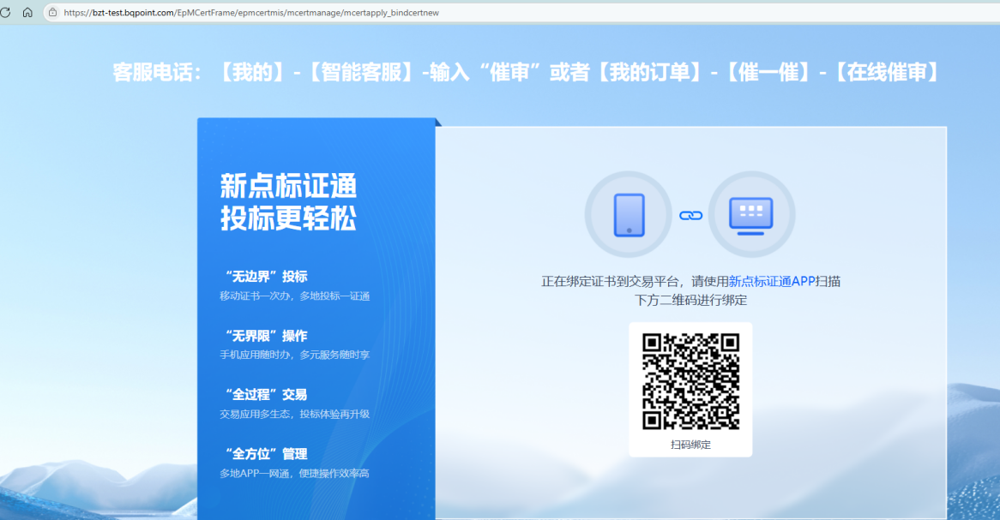 https://bzt-test.bqpoint.com/EpMCertFrame/epmcertmis/mcertmanage/mcertapply_bindcertnew
客服电话：【我的】-【智能客服】-输入“催审”或者【我的订单】-【催一催】-【在线催审】
新点标证通
投标更轻松
“无边界”投标
移动证书一次办，多地投标一证通
“无界限”操作
手机应用随时办，多元服务随时享
“全过程”交易
交易应用多生态，投标体验再升级
“全方位”管理
多地APP一网通，便捷操作效率高
正在绑定证书到交易平台，请使用新点标证通APP扫描
下方二维码进行绑定
扫码绑定